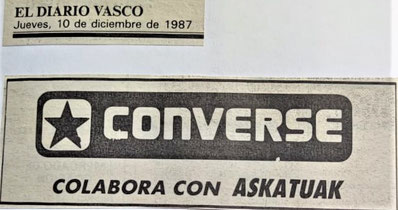 EL DIARIO VASCO
Jueves, 10 de diciembre de 1987
CONVERSE
COLABORA CON ASKATUAK